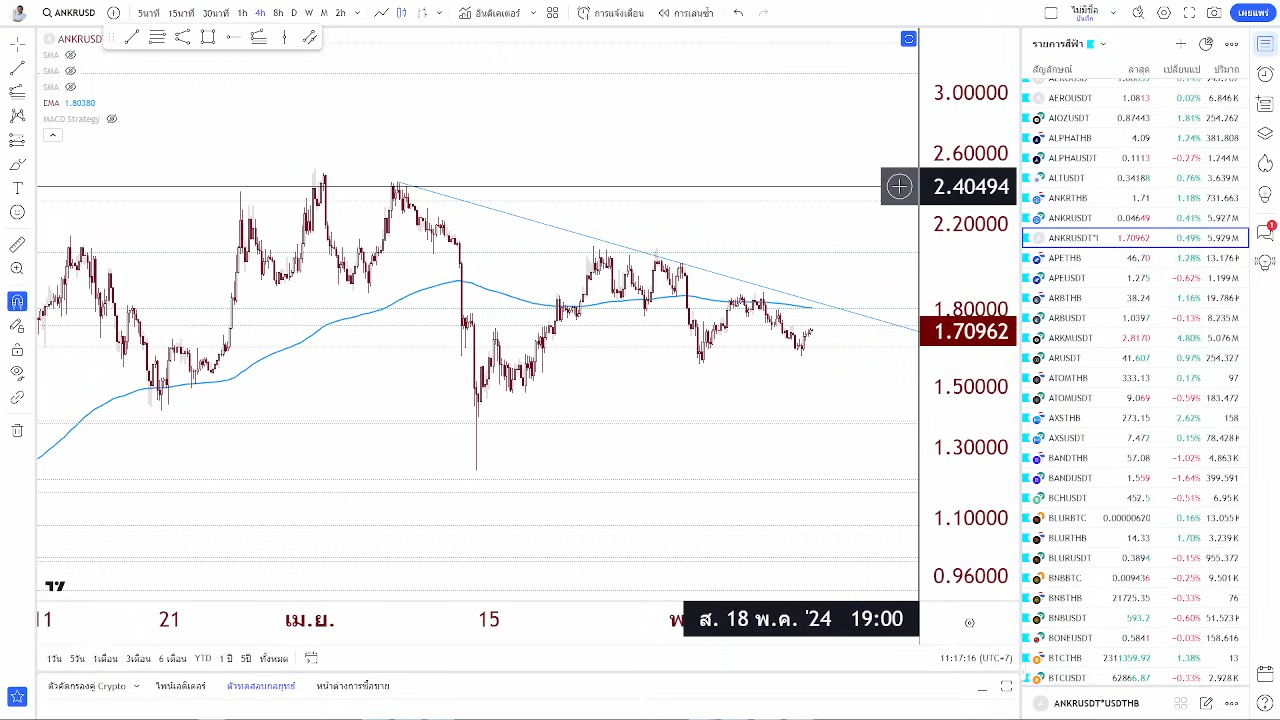 ANKRUSD 1นาที 15นาที 30นาที 1h 4h 8h D W M 2h อินดิเคเตอร์ การแจ้งเตือน การเล่นซ้ำ ไม่มีชื่อ เผยแพร่
บันทึก
ANKRUSD
SMA
SMA
SMA
EMA 1.80380
MACD Strategy
3.00000
2.60000
2.40494
2.20000
1.80000
1.70962
1.50000
1.30000
1.10000
0.96000
11 21 เม.ย. 15 ส. 18 พ.ค. '24 19:00
1วัน 5วัน 1เดือน 3เดือน 6 เดือน YTD 1 ปี 5ปี ทั้งหมด 11:17:16 (UTC+7)
ตัวคัดกรองคู่ Crypto ไพน์เอดิเตอร์ ตัวทดสอบกลยุทธ์ หน้าต่างการซื้อขาย
รายการสีฟ้า
สัญลักษณ์ ล่าสุด เปลี่ยนแป ปริมาณ
AEROUSDT 1.0813 0.02% 6.846K
AIOZUSDT 0.87443 1.81% 254.262
ALPHATHB 4.09 1.24% 381.808
ALPHAUSDT 0.1113 -0.27% 1.244M
ALTUSDT 0.34188 0.76% 3.639M
ANKRTHB 1.71 1.18% 731.663
ANKRUSDT 0.04649 0.41% 5.927M
ANKRUSDT*I 1.70962 0.49% 5.929M
APETHB 46.70 1.28% 13.176K
APEUSDT 1.275 -0.62% 1.199M
ARBTHB 38.24 1.16% 19.786K
ARBUSDT 1.039 -0.13% 8.235M
ARKMUSDT 2.8170 4.80% 5.076M
ARUSDT 41.607 0.97% 254.327
ATOMTHB 333.13 0.17% 97
ATOMUSDT 9.069 -0.59% 183.472
AXSTHB 273.15 2.62% 158
AXSUSDT 7.472 0.15% 78.428K
BANDTHB 57.08 -1.02% 4.863K
BANDUSDT 1.559 -1.64% 399.591
BCHUSDT 452.5 -0.51% 6.95K
BLURBTC 0.00000620 0.16% 13.055K
BLURTHB 14.33 1.70% 3.239K
BLURUSDT 0.3894 -0.15% 955.372
BNBBTC 0.009436 -0.25% 9.501K
BNBTHB 21725.35 -0.33% 76
BNBUSDT 593.2 -0.60% 51.523K
BONEUSDT 0.5841 -0.03% 158.616
BTCTHB 2311359.92 1.38% 13
BTCUSDT 62866.87 -0.33% 2.978K
ANKRUSDT*USDTHB